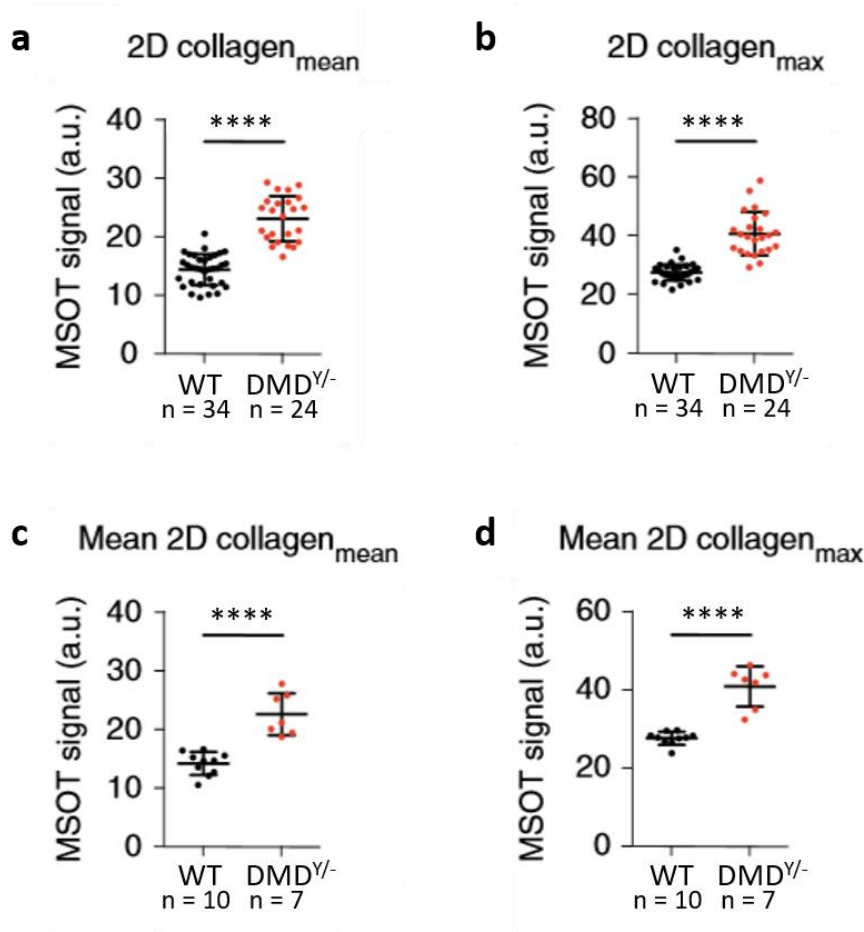 a
2D collagenmean
MSOT signal (a.u.)
40
30
20
10
0
****
WT DMDY/-
n = 34 n = 24
b
2D collagenmax
MSOT signal (a.u.)
80
60
40
20
0
****
WT DMDY/-
n = 34 n = 24
c
Mean 2D collagenmean
MSOT signal (a.u.)
40
30
20
10
0
****
WT DMDY/-
n = 10 n = 7
d
Mean 2D collagenmax
MSOT signal (a.u.)
60
40
20
0
****
WT DMDY/-
n = 10 n = 7